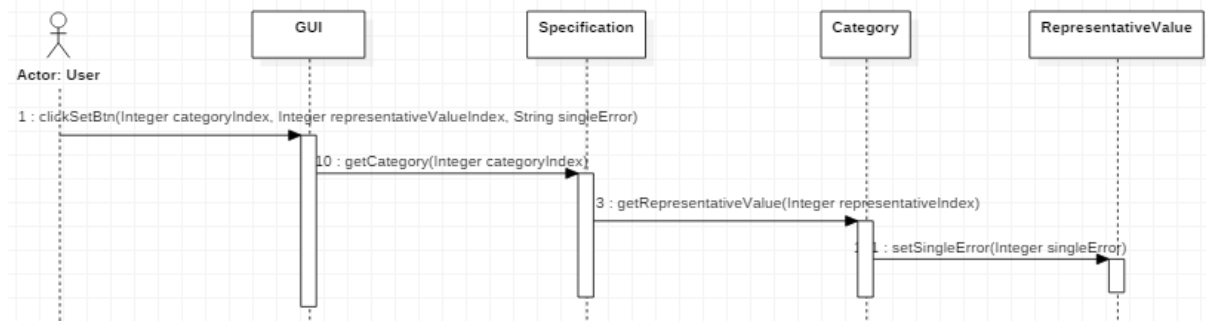 GUI
Specification
Category
RepresentativeValue
Actor: User
1 : clickSetBtn(Integer categoryIndex, Integer representativeValueIndex, String singleError)
10 : getCategory(Integer categoryIndex)
3 : getRepresentativeValue(Integer representativeIndex)
: setSingleError(Integer singleError)